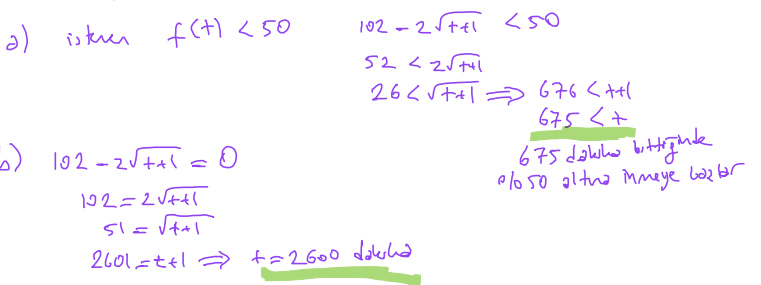 a) istenen f(t) < 50
102 - 2√t+1 < 50
52 < 2√t+1
26 < √t+1 ⇒ 676 < t+1
675 < t
675 dakika bittiğinde
%50 altına inmeye başlar
b) 102 - 2√t+1 = 0
102 = 2√t+1
51 = √t+1
2601 = t+1 ⇒ t = 2600 dakika